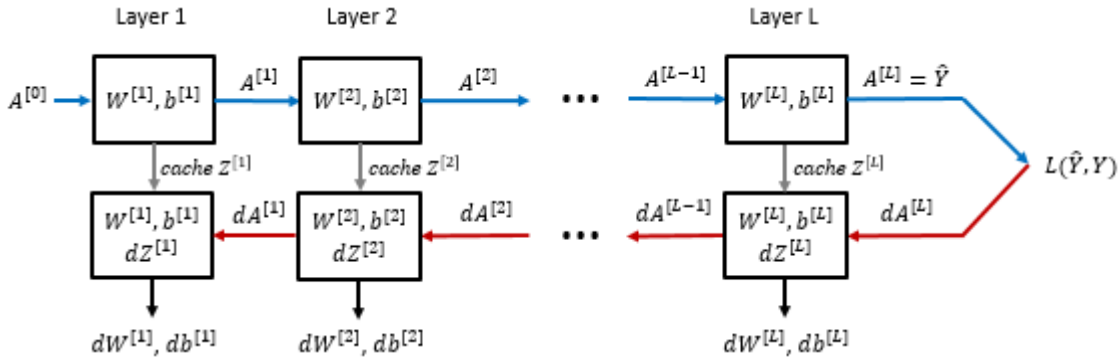 Layer 1 Layer 2 Layer L
A^[0] W^[1], b^[1] A^[1] W^[2], b^[2] A^[2] ••• A^[L−1] W^[L], b^[L] A^[L] = Ŷ
cache Z^[1] cache Z^[2] cache Z^[L] L(Ŷ, Y)
W^[1], b^[1] dA^[1] W^[2], b^[2] dA^[2] ••• dA^[L−1] W^[L], b^[L] dA^[L]
dZ^[1] dZ^[2] dZ^[L]
dW^[1], db^[1] dW^[2], db^[2] dW^[L], db^[L]